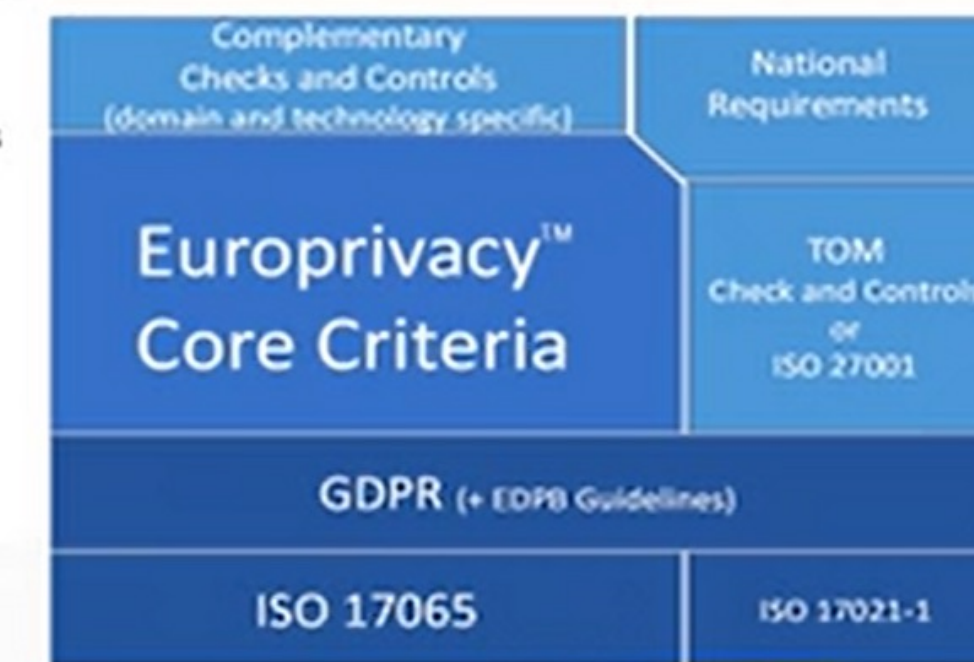 Complementary
Checks and Controls
(domain and technology specific)
National
Requirements
Europrivacy™
Core Criteria
TOM
Check and Controls
or
ISO 27001
GDPR (+ EDPB Guidelines)
ISO 17065
ISO 17021-1